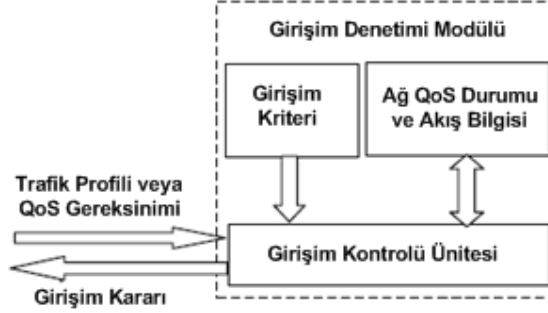 Girişim Denetimi Modülü
Girişim
Kriteri
Ağ QoS Durumu
ve Akış Bilgisi
Trafik Profili veya
QoS Gereksinimi
Girişim Kontrolü Ünitesi
Girişim Kararı